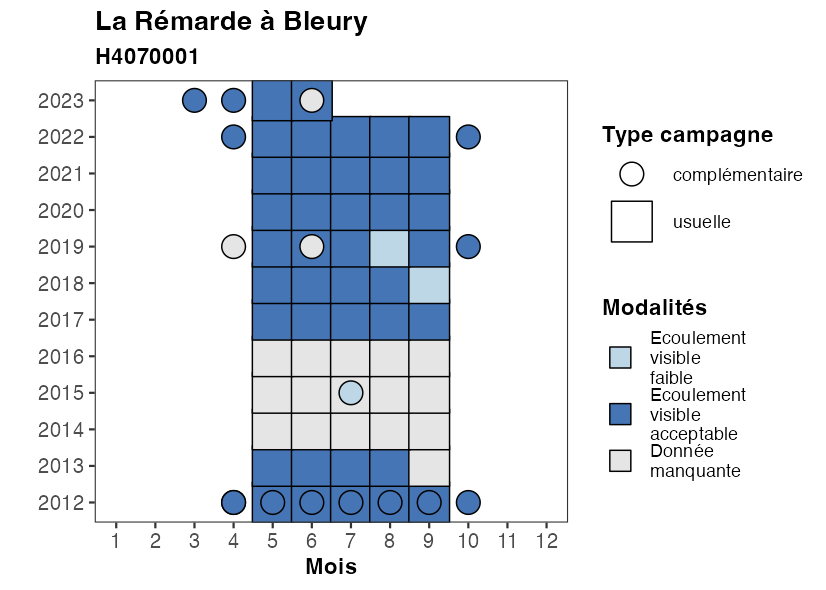 La Rémarde à Bleury
H4070001
2023
2022
2021
2020
2019
2018
2017
2016
2015
2014
2013
2012
1 2 3 4 5 6 7 8 9 10 11 12
Mois
Type campagne
complémentaire
usuelle
Modalités
Ecoulement
visible
faible
Ecoulement
visible
acceptable
Donnée
manquante